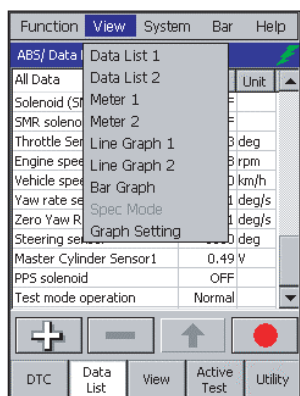 Function View System Bar Help
ABS/ Data
All Data Unit
Data List 1
Data List 2
Meter 1
Meter 2
Line Graph 1
Line Graph 2
Bar Graph
Spec Mode
Graph Setting
Solenoid
SMR soleno
Throttle Ser deg
Engine spee rpm
Vehicle spee km/h
Yaw rate se deg/s
Zero Yaw R deg/s
Steering deg
Master Cylinder Sensor1 0.49 V
PPS solenoid OFF
Test mode operation Normal
DTC Data List View Active Test Utility